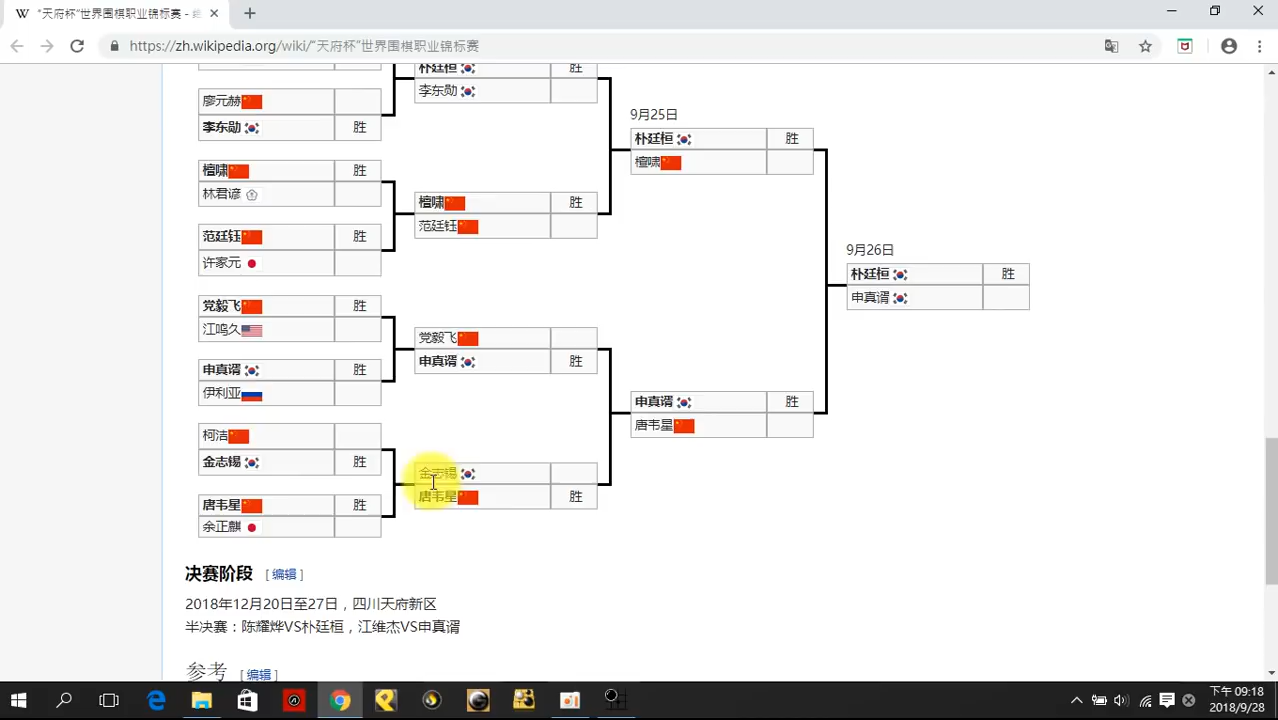 "天府杯"世界围棋职业锦标赛 -
https://zh.wikipedia.org/wiki/"天府杯"世界围棋职业锦标赛
朴廷桓 胜
李东勋
廖元赫
李东勋 胜
9月25日
朴廷桓 胜
檀啸
檀啸 胜
林君谚
檀啸 胜
范廷钰
范廷钰 胜
许家元
9月26日
朴廷桓 胜
申真谞
党毅飞 胜
江鸣久
党毅飞
申真谞 胜
申真谞 胜
伊利亚
申真谞 胜
唐韦星
柯洁
金志锡 胜
金志锡
唐韦星 胜
唐韦星 胜
余正麒
决赛阶段 [编辑]
2018年12月20日至27日，四川天府新区
半决赛：陈耀烨VS朴廷桓，江维杰VS申真谞
参考 [编辑]
下午 09:18
2018/9/28